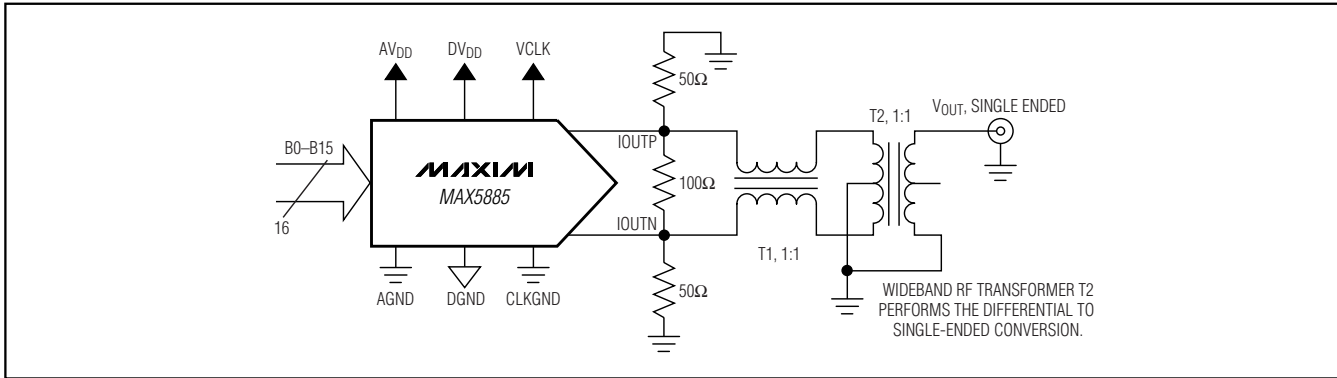 AVDD
DVDD
VCLK
50Ω
VOUT, SINGLE ENDED
T2, 1:1
B0–B15
IOUTP
MAXIM
MAX5885
100Ω
16
IOUTN
T1, 1:1
AGND
DGND
CLKGND
50Ω
WIDEBAND RF TRANSFORMER T2
PERFORMS THE DIFFERENTIAL TO
SINGLE-ENDED CONVERSION.